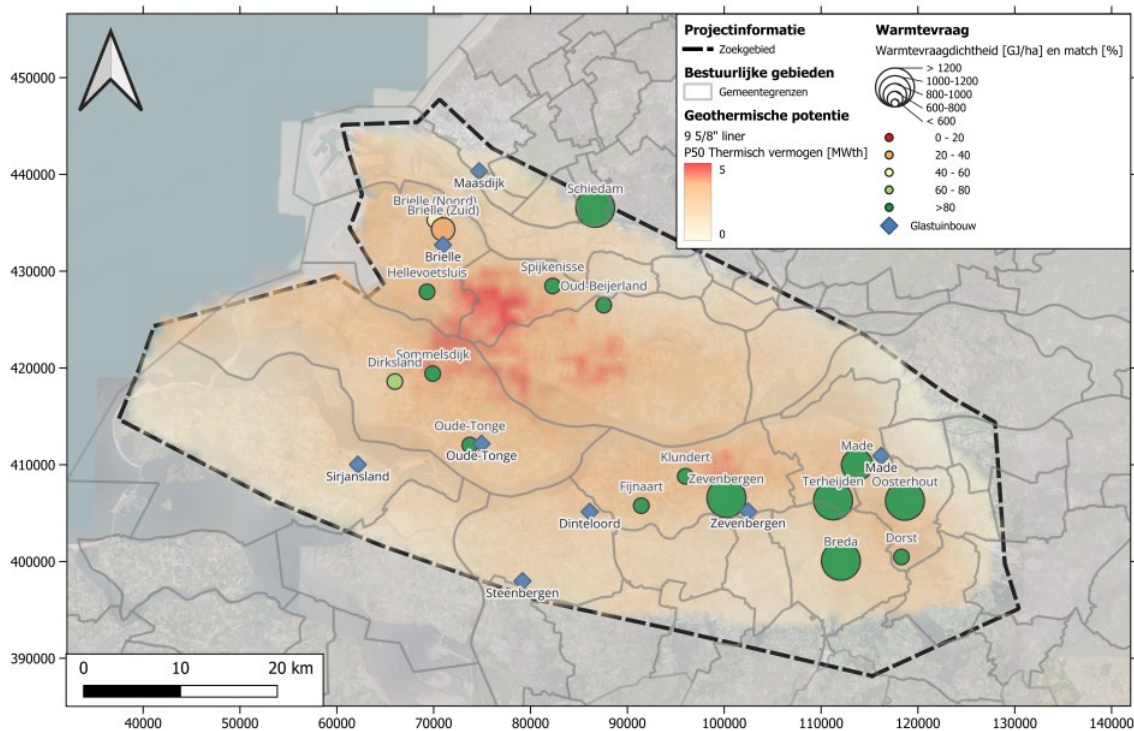 Projectinformatie
Zoekgebied
Bestuurlijke gebieden
Gemeentegrenzen
Geothermische potentie
9 5/8" liner
P50 Thermisch vermogen [MWth]
5
0
Warmtevraag
Warmtevraagdichtheid [GJ/ha] en match [%]
> 1200
1000-1200
800-1000
600-800
< 600
0 - 20
20 - 40
40 - 60
60 - 80
>80
Glastuinbouw
450000
440000
430000
420000
410000
400000
390000
Maasdijk
Schiedam
Brielle (Noord)
Brielle (Zuid)
Brielle
Hellevoetsluis
Spijkenisse
Oud-Beijerland
Sommelsdijk
Dirksland
Oude-Tonge
Oude-Tonge
Sirjansland
Klundert
Made
Made
Zevenbergen
Terheijden
Oosterhout
Fijnaart
Dinteloord
Zevenbergen
Breda
Dorst
Steenbergen
0 10 20 km
40000 50000 60000 70000 80000 90000 100000 110000 120000 130000 140000